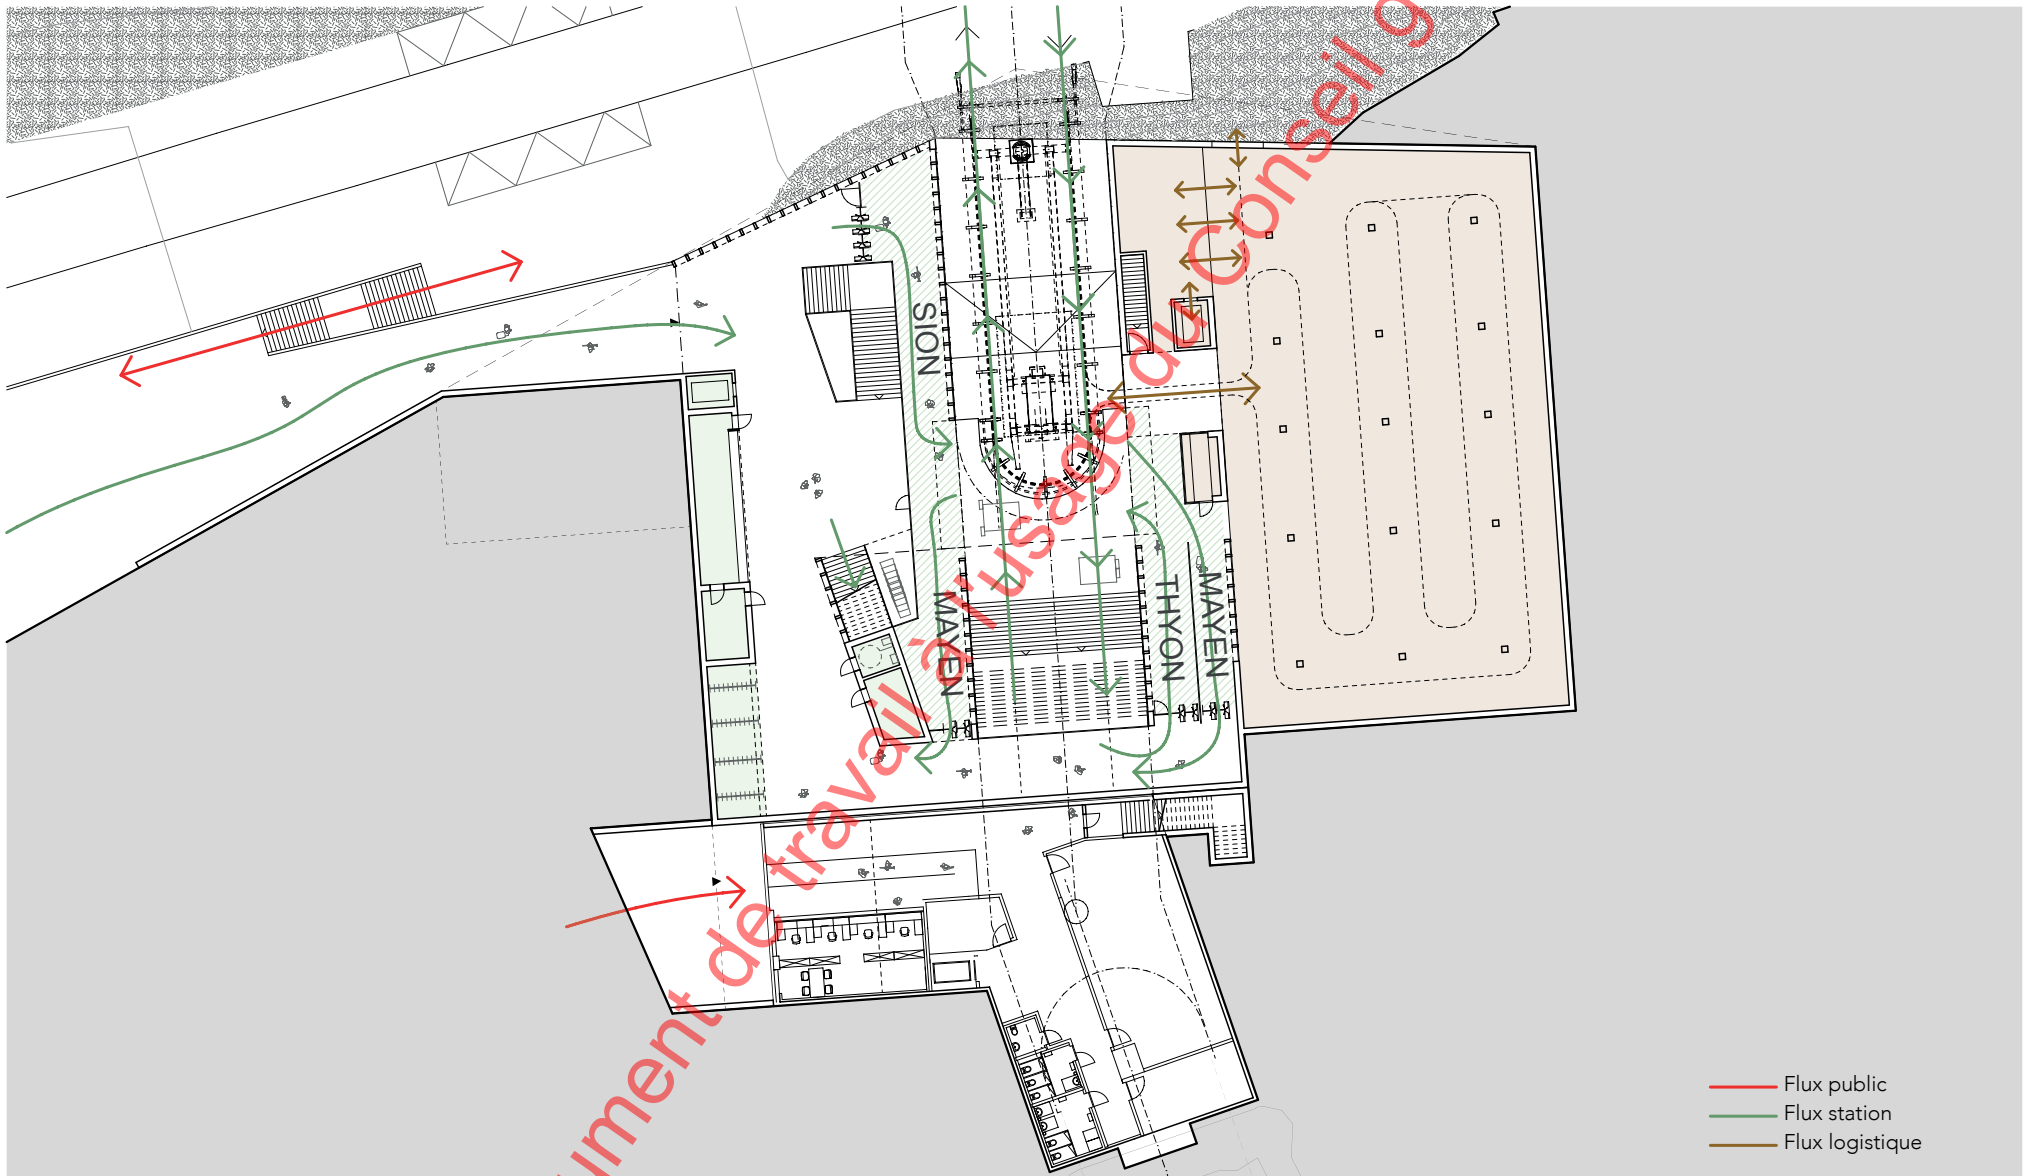 SION
MAYEN
THYON
MAYEN
ument de travail à l'usage du Conseil g
Flux public
Flux station
Flux logistique